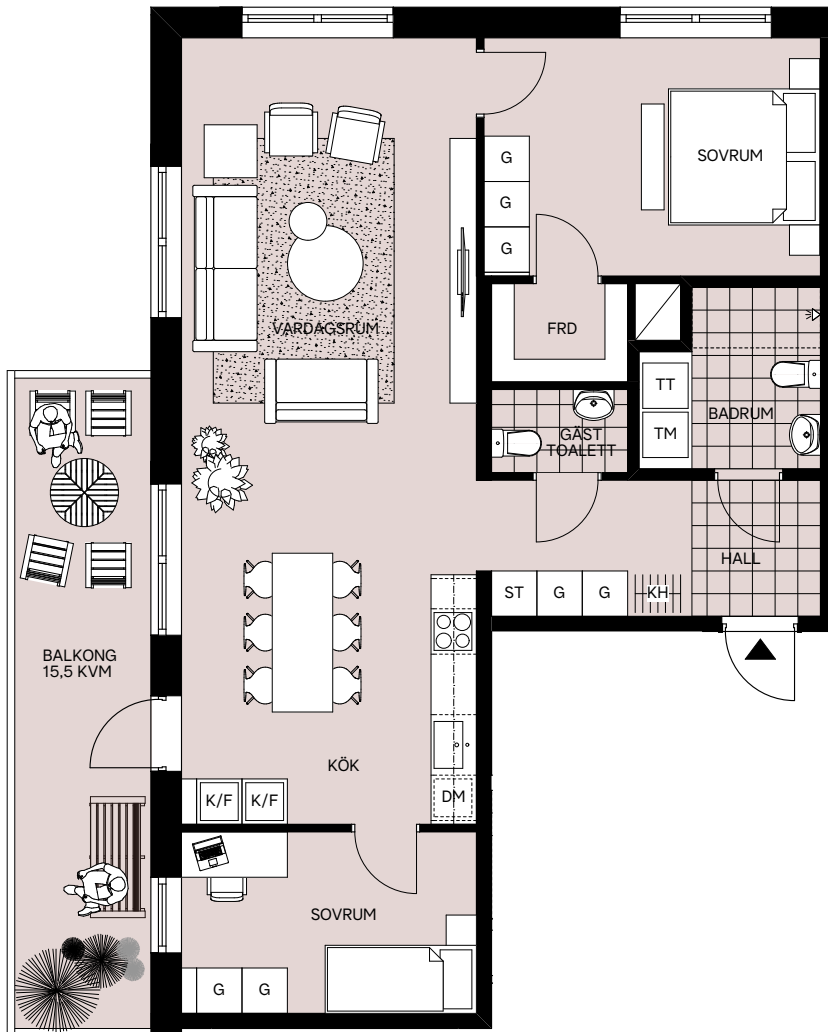 SOVRUM
G
G
G
VARDAGSRUM
FRD
TT
TM
BADRUM
GÄST
TOALETT
HALL
ST
G
G
KH
BALKONG
15,5 KVM
KÖK
K/F
K/F
DM
SOVRUM
G
G